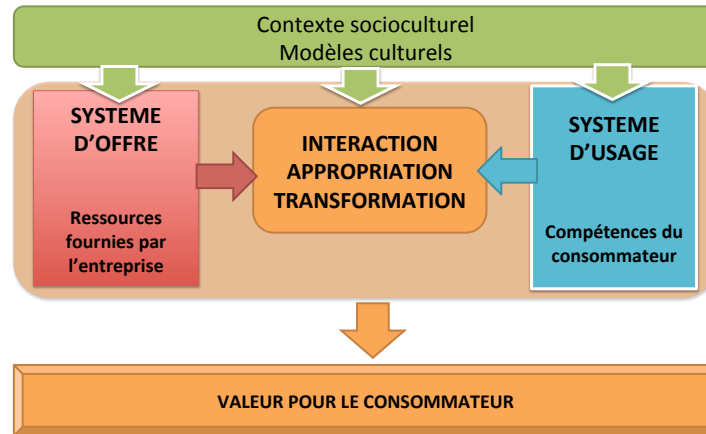 Contexte socioculturel
Modèles culturels
SYSTEME
D’OFFRE
Ressources
fournies par
l’entreprise
INTERACTION
APPROPRIATION
TRANSFORMATION
SYSTEME
D’USAGE
Compétences du
consommateur
VALEUR POUR LE CONSOMMATEUR